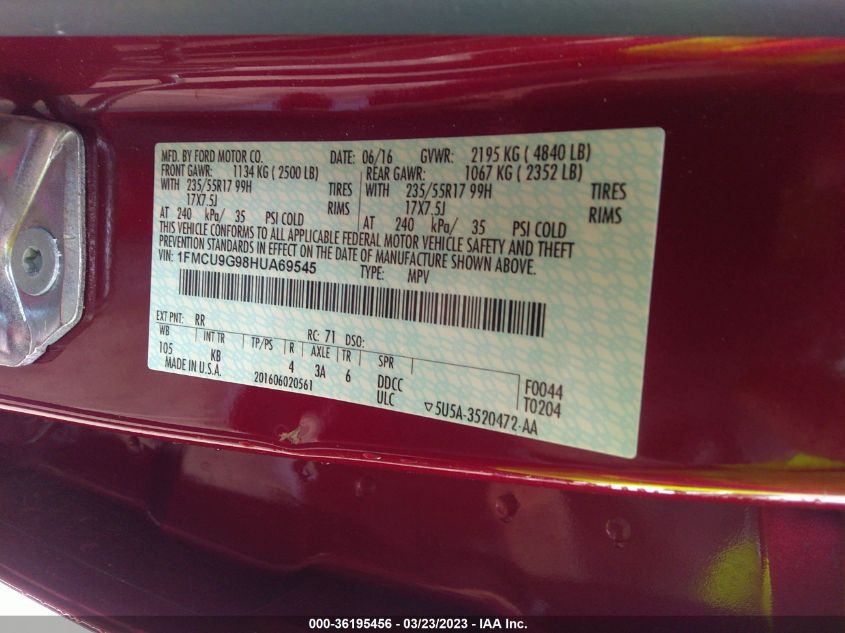 MFD. BY FORD MOTOR CO. DATE: 06/16 GVWR: 2195 KG ( 4840 LB)
FRONT GAWR: 1134 KG ( 2500 LB) REAR GAWR: 1067 KG ( 2352 LB)
WITH 235/55R17 99H TIRES WITH 235/55R17 99H TIRES
17X7.5J RIMS 17X7.5J RIMS
AT 240 kPa/ 35 PSI COLD AT 240 kPa/ 35 PSI COLD
THIS VEHICLE CONFORMS TO ALL APPLICABLE FEDERAL MOTOR VEHICLE SAFETY AND THEFT
PREVENTION STANDARDS IN EFFECT ON THE DATE OF MANUFACTURE SHOWN ABOVE.
VIN: 1FMCU9G98HUA69545
TYPE: MPV
EXT PNT: RR RC: 71 DSO:
WB INT TR TP/PS R AXLE TR SPR
105 KB 4 3A 6 DDCC F0044
MADE IN U.S.A. ULC T0204
201606020561 ▽5U5A-3520472-AA
000-36195456 - 03/23/2023 - IAA Inc.